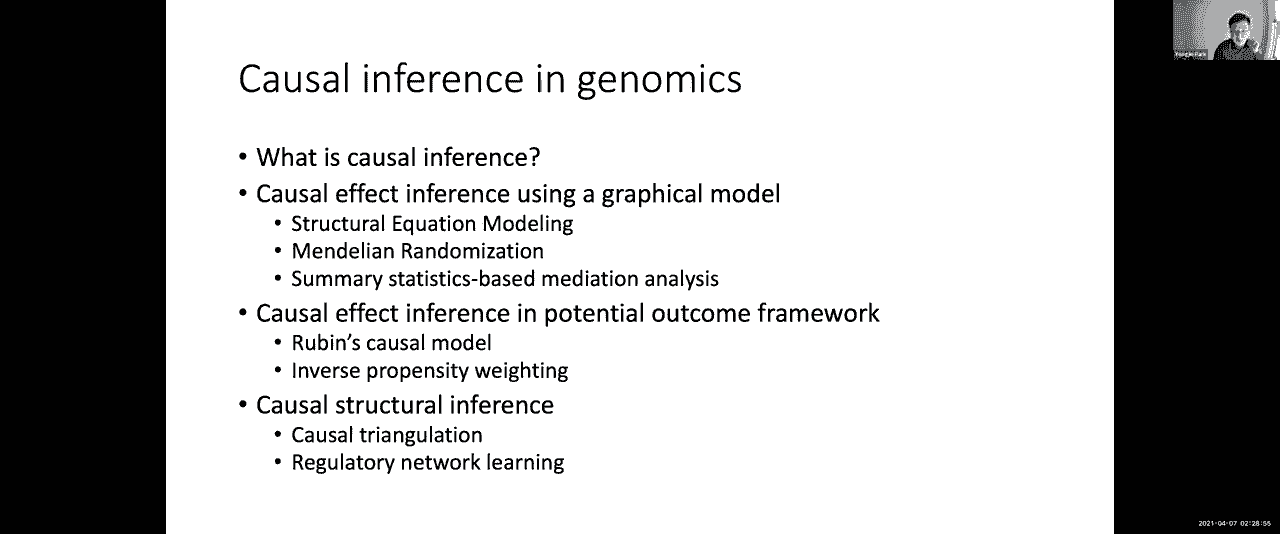 Causal inference in genomics
• What is causal inference?
• Causal effect inference using a graphical model
• Structural Equation Modeling
• Mendelian Randomization
• Summary statistics-based mediation analysis
• Causal effect inference in potential outcome framework
• Rubin’s causal model
• Inverse propensity weighting
• Causal structural inference
• Causal triangulation
• Regulatory network learning
2021-04-07 02:28:55